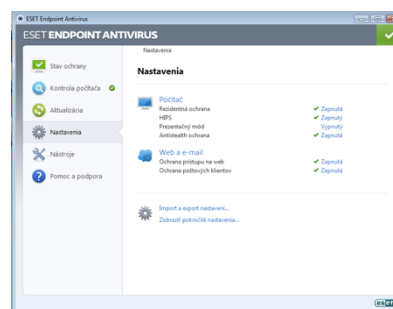 ESET Endpoint Antivirus
ESET ENDPOINT ANTIVIRUS
Nastavenia
Stav ochrany
Kontrola počítača
Aktualizácia
Nastavenia
Nástroje
Pomoc a podpora
Nastavenia
Počítač
Rezidentná ochrana Zapnutá
HIPS Zapnutý
Prezentačný mód Vypnutý
Antistealth ochrana Zapnutá
Web a e-mail
Ochrana prístupu na web Zapnutá
Ochrana poštových klientov Zapnutá
Import a export nastavení...
Zobraziť pokročilé nastavenia...
eset